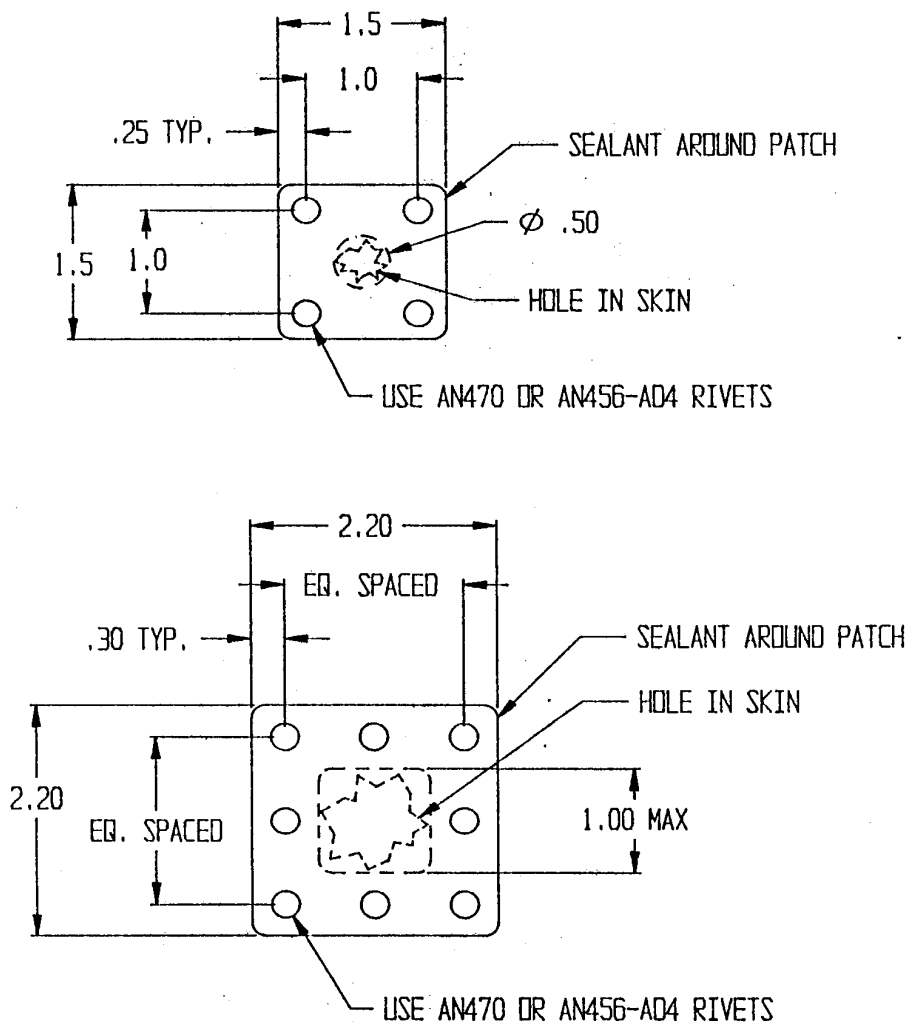 1.5
1.0
.25 TYP.
SEALANT AROUND PATCH
Ø .50
1.5
1.0
HOLE IN SKIN
USE AN470 OR AN456-AD4 RIVETS
2.20
EQ. SPACED
.30 TYP.
SEALANT AROUND PATCH
HOLE IN SKIN
2.20
EQ. SPACED
1.00 MAX
USE AN470 OR AN456-AD4 RIVETS